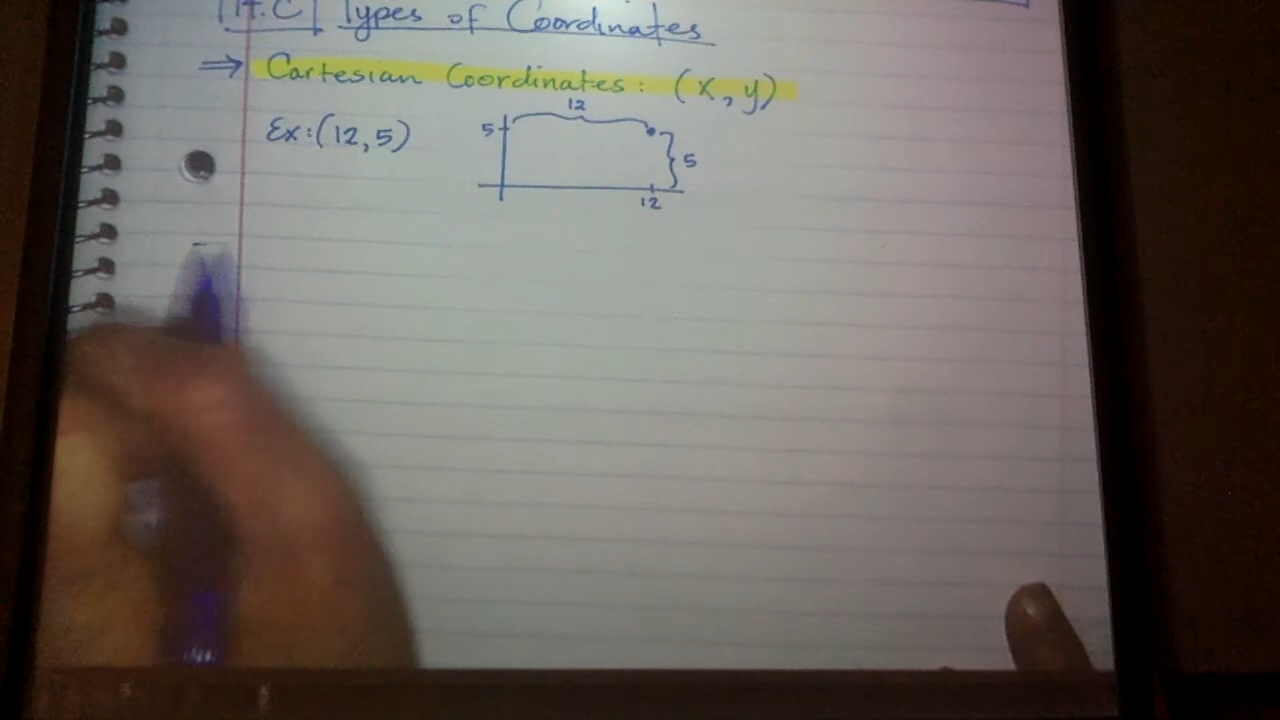 14.C Types of Coordinates
⇒ Cartesian Coordinates: (x, y)
Ex:(12,5)
12
5
5
12